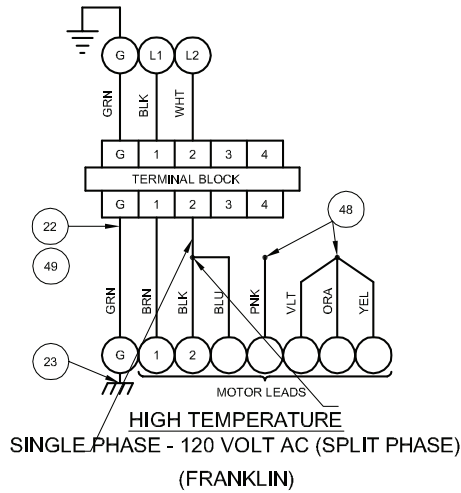 G L1 L2
GRN BLK WHT
G 1 2 3 4
TERMINAL BLOCK
G 1 2 3 4
22
48
49
GRN BRN BLK BLU PNK VLT ORA YEL
23
G 1 2
MOTOR LEADS
HIGH TEMPERATURE
SINGLE PHASE - 120 VOLT AC (SPLIT PHASE)
(FRANKLIN)